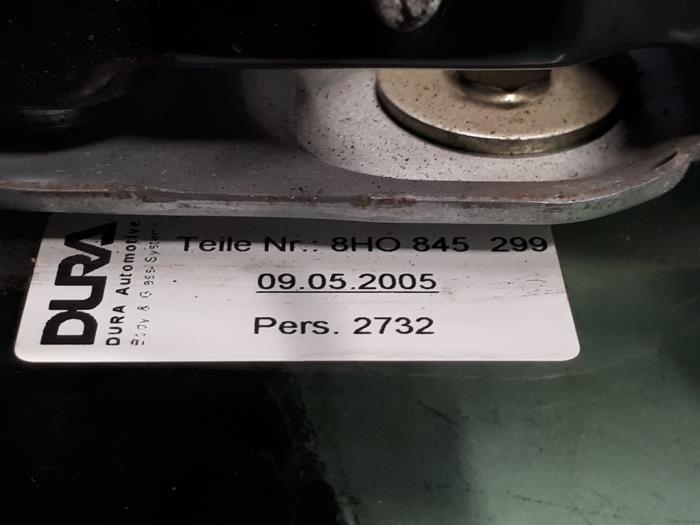 DURA
DURA Automotive
Body & Glass Systems
Teile Nr.: 8HO 845 299
09.05.2005
Pers. 2732